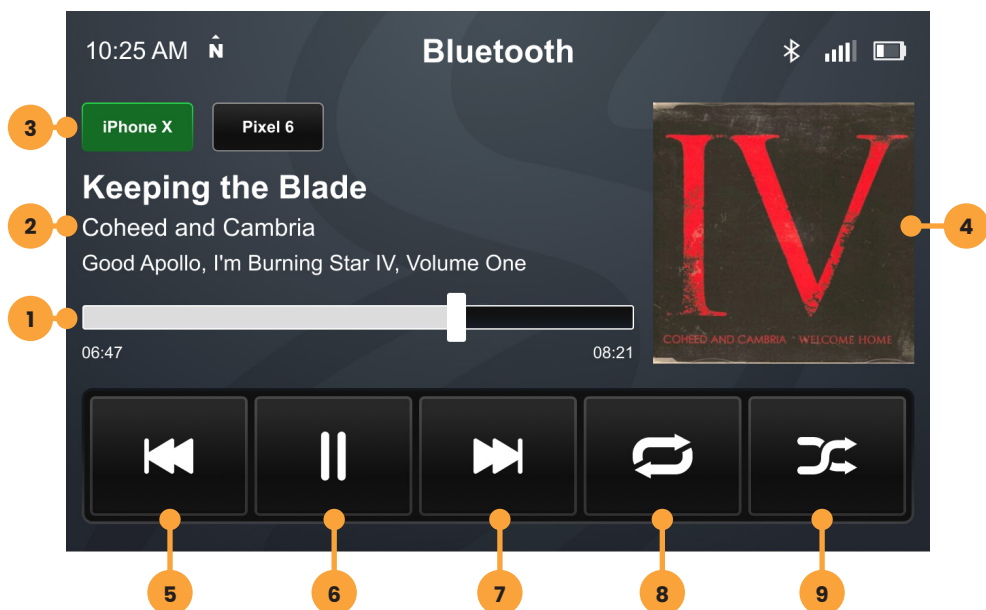 10:25 AM N Bluetooth
3 iPhone X Pixel 6
IV
Keeping the Blade
2 Coheed and Cambria 4
Good Apollo, I'm Burning Star IV, Volume One
1
COHEED AND CAMBRIA * WELCOME HOME
06:47 08:21
5 6 7 8 9